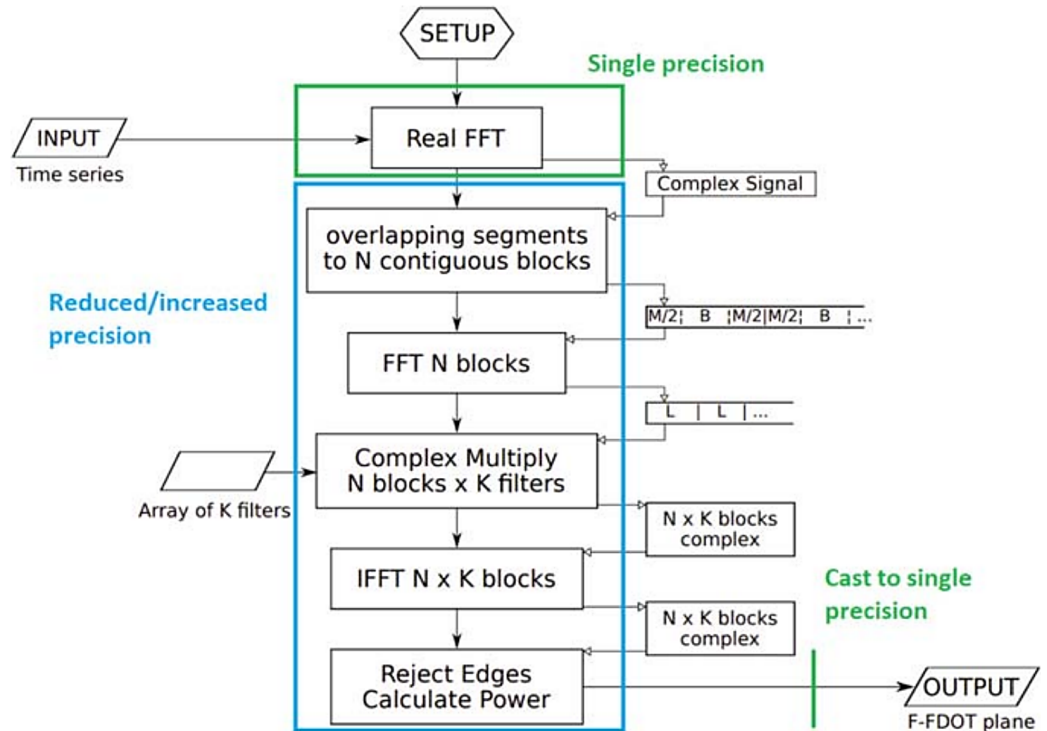 SETUP
Single precision
INPUT
Time series
Real FFT
Complex Signal
overlapping segments
to N contiguous blocks
Reduced/increased
precision
M/2¦ B ¦M/2|M/2¦ B ¦ ...
FFT N blocks
L | L | ...
Complex Multiply
N blocks x K filters
Array of K filters
N x K blocks
complex
IFFT N x K blocks
Cast to single
precision
N x K blocks
complex
Reject Edges
Calculate Power
OUTPUT
F-FDOT plane